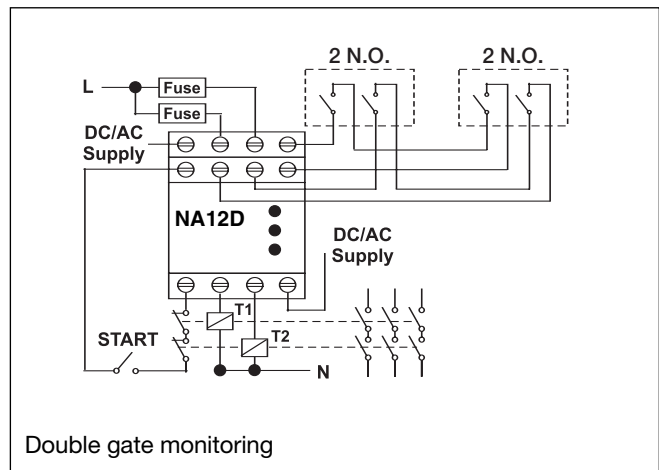 2 N.O.
2 N.O.
L
Fuse
Fuse
DC/AC
Supply
NA12D
DC/AC
Supply
T1
START
T2
N
Double gate monitoring